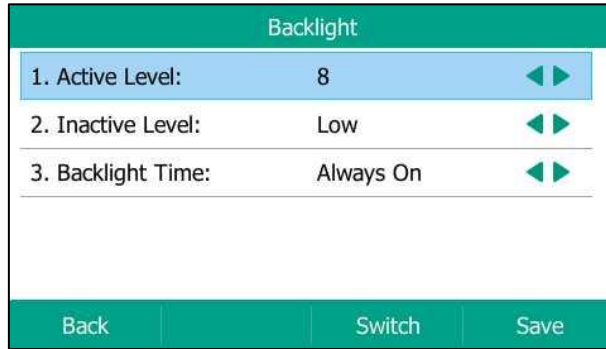 Backlight
1. Active Level: 8
2. Inactive Level: Low
3. Backlight Time: Always On
Back Switch Save